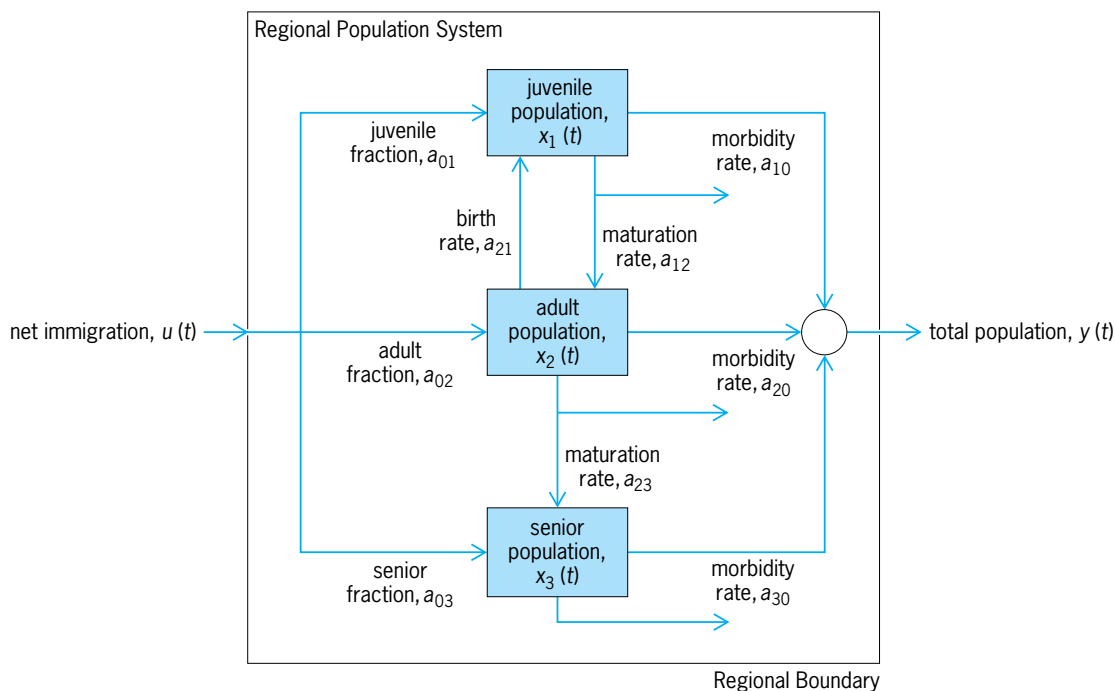 Regional Population System
juvenile
population,
x1 (t)
juvenile
fraction, a01
morbidity
rate, a10
birth
rate, a21
maturation
rate, a12
net immigration, u (t)
adult
population,
x2 (t)
total population, y (t)
adult
fraction, a02
morbidity
rate, a20
maturation
rate, a23
senior
population,
x3 (t)
senior
fraction, a03
morbidity
rate, a30
Regional Boundary